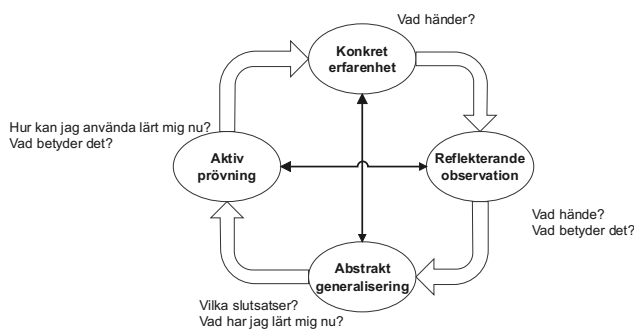 Vad händer?
Konkret
erfarenhet
Hur kan jag använda lärt mig nu?
Vad betyder det?
Aktiv
prövning
Reflekterande
observation
Vad hände?
Vad betyder det?
Abstrakt
generalisering
Vilka slutsatser?
Vad har jag lärt mig nu?